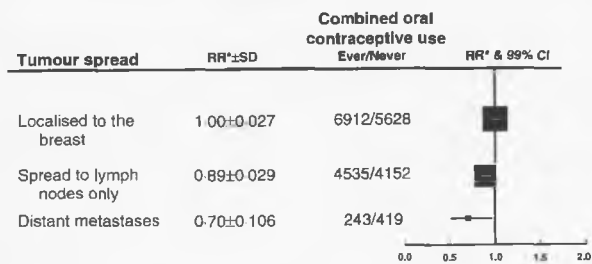 Combined oral
contraceptive use
Tumour spread RR*±SD Ever/Never RR* & 99% CI
Localised to the 1·00±0·027 6912/5628
breast
Spread to lymph 0·89±0·029 4535/4152
nodes only
Distant metastases 0·70±0·106 243/419
0.0 0.5 1.0 1.5 2.0